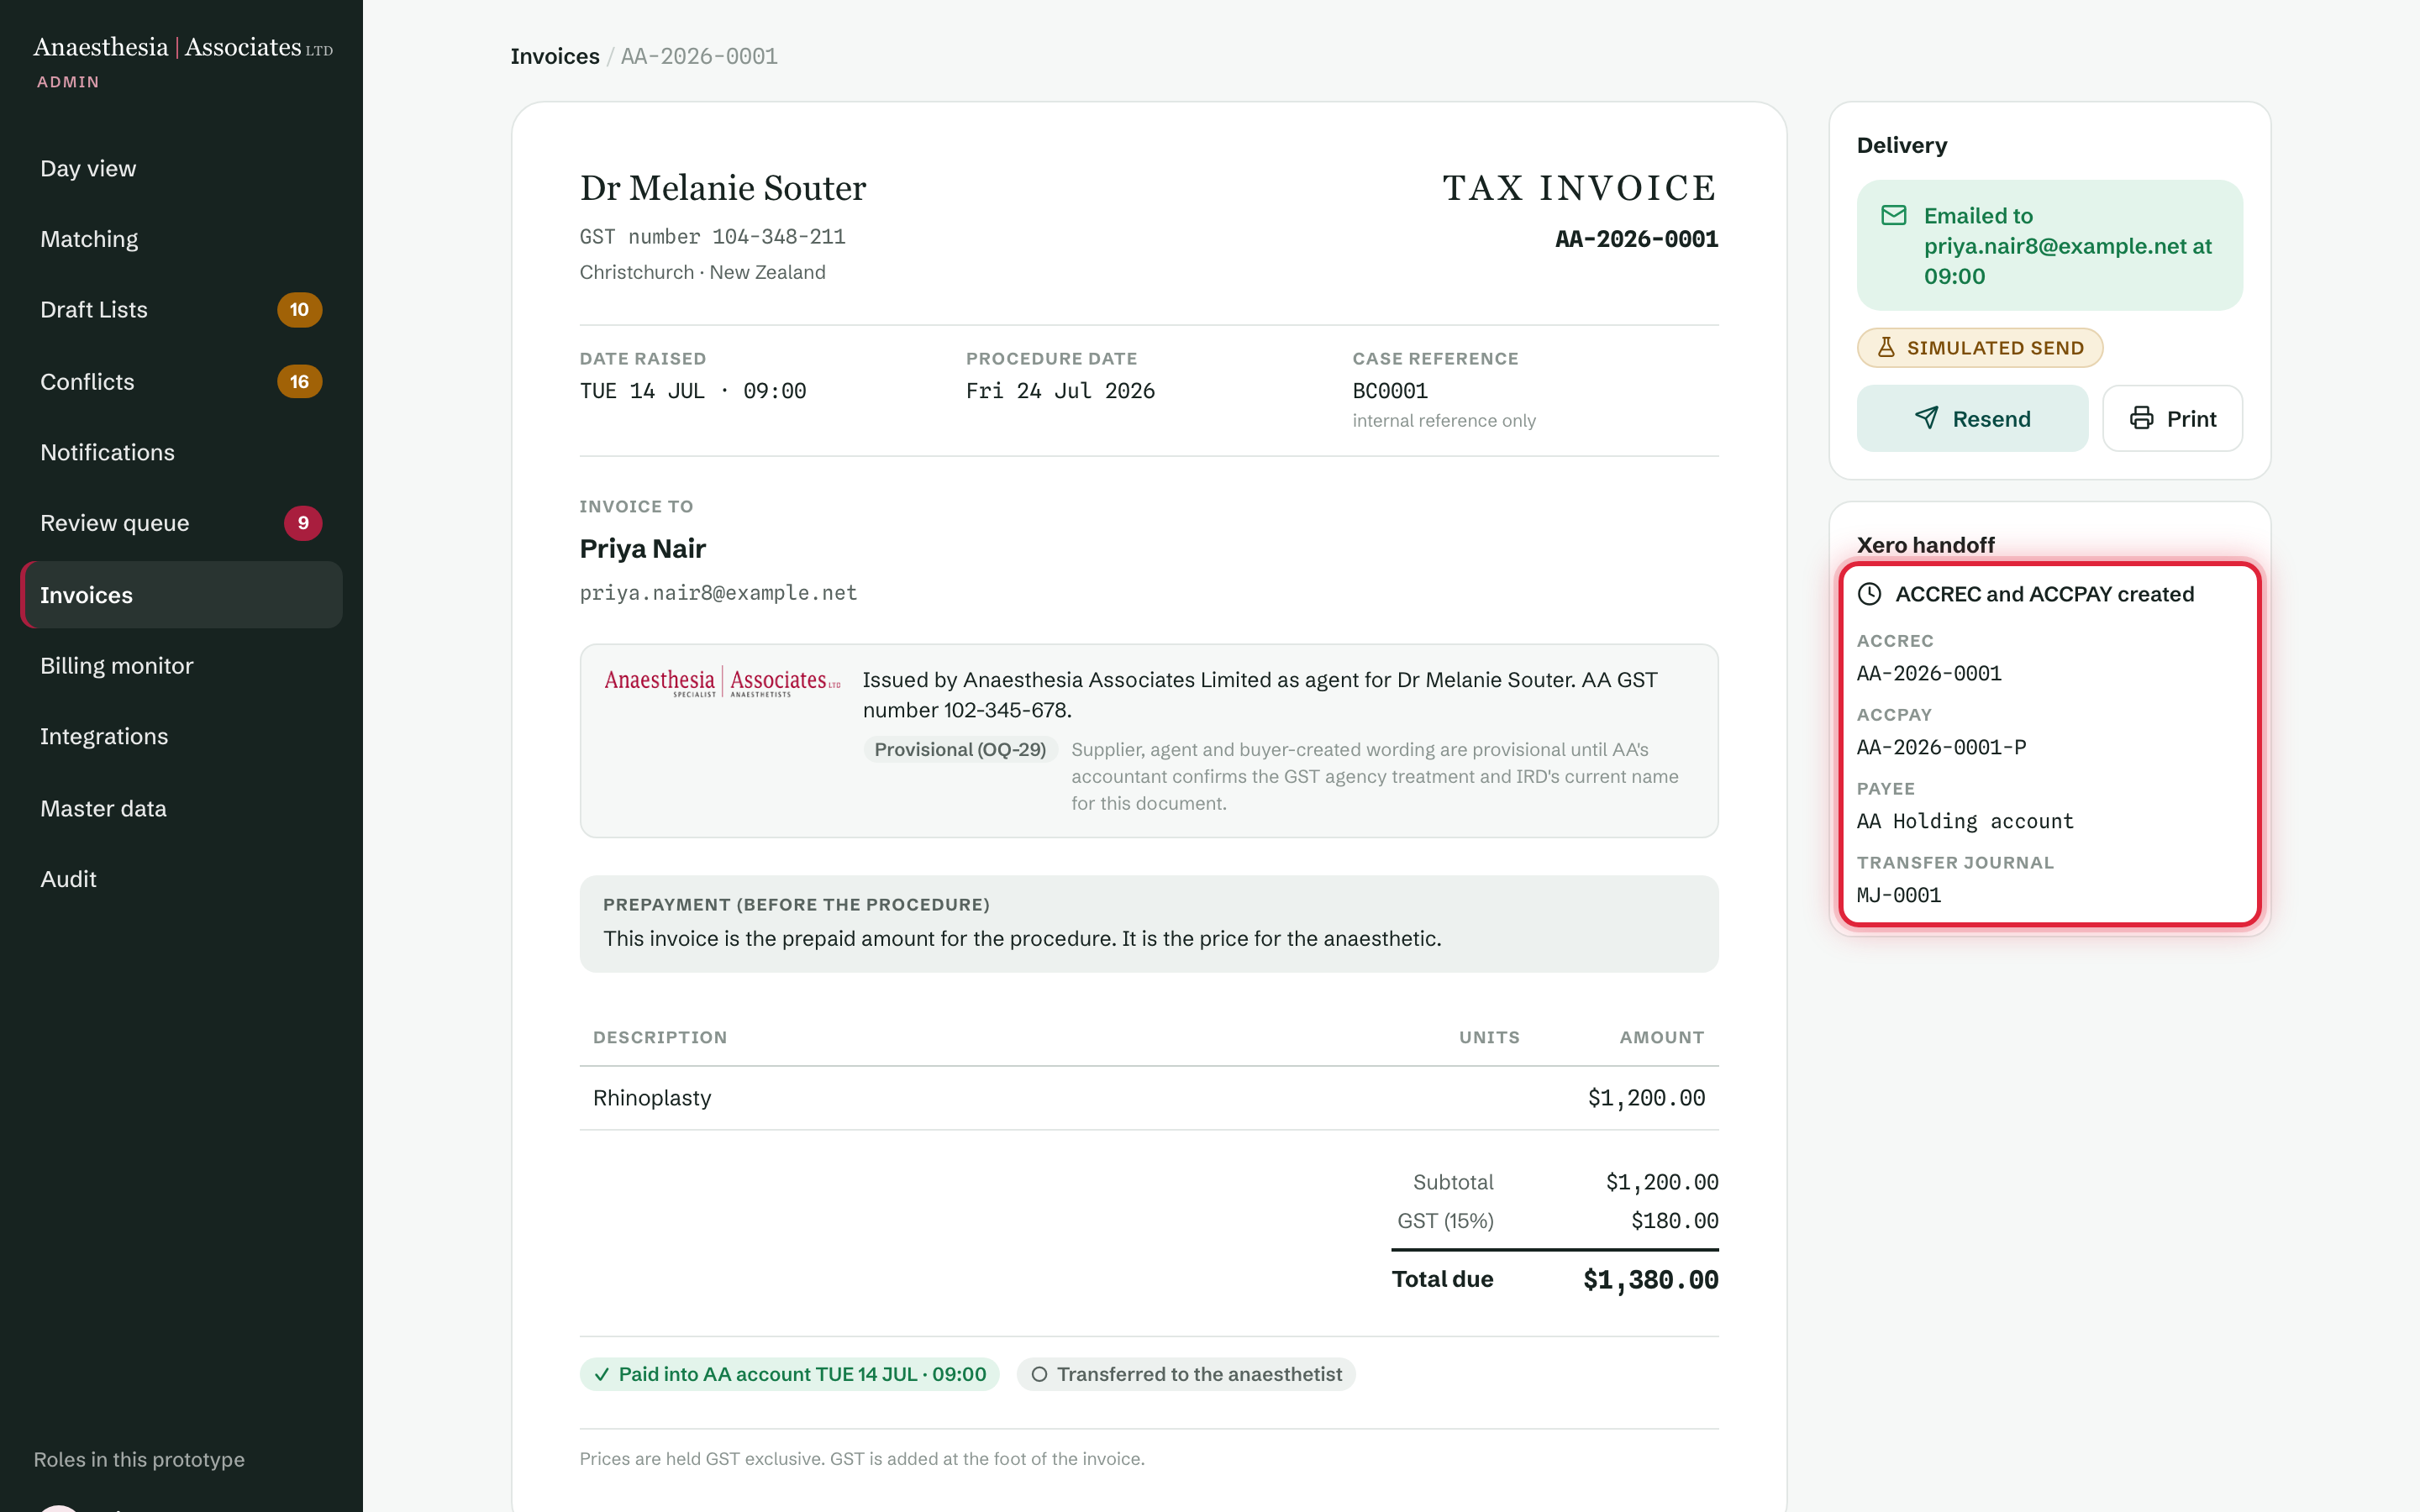 Anaesthesia | Associates LTD
ADMIN
Day view
Matching
Draft Lists 10
Conflicts 16
Notifications
Review queue 9
Invoices
Billing monitor
Integrations
Master data
Audit
Roles in this prototype
Invoices / AA-2026-0001
Dr Melanie Souter
TAX INVOICE
GST number 104-348-211
AA-2026-0001
Christchurch · New Zealand
DATE RAISED
TUE 14 JUL · 09:00
PROCEDURE DATE
Fri 24 Jul 2026
CASE REFERENCE
BC0001
internal reference only
INVOICE TO
Priya Nair
priya.nair8@example.net
Anaesthesia | Associates LTD
SPECIALIST ANAESTHETISTS
Issued by Anaesthesia Associates Limited as agent for Dr Melanie Souter. AA GST
number 102-345-678.
Provisional (OQ-29)
Supplier, agent and buyer-created wording are provisional until AA's
accountant confirms the GST agency treatment and IRD's current name
for this document.
PREPAYMENT (BEFORE THE PROCEDURE)
This invoice is the prepaid amount for the procedure. It is the price for the anaesthetic.
DESCRIPTION UNITS AMOUNT
Rhinoplasty $1,200.00
Subtotal $1,200.00
GST (15%) $180.00
Total due $1,380.00
Paid into AA account TUE 14 JUL · 09:00
Transferred to the anaesthetist
Prices are held GST exclusive. GST is added at the foot of the invoice.
Delivery
Emailed to
priya.nair8@example.net at
09:00
SIMULATED SEND
Resend
Print
Xero handoff
ACCREC and ACCPAY created
ACCREC
AA-2026-0001
ACCPAY
AA-2026-0001-P
PAYEE
AA Holding account
TRANSFER JOURNAL
MJ-0001